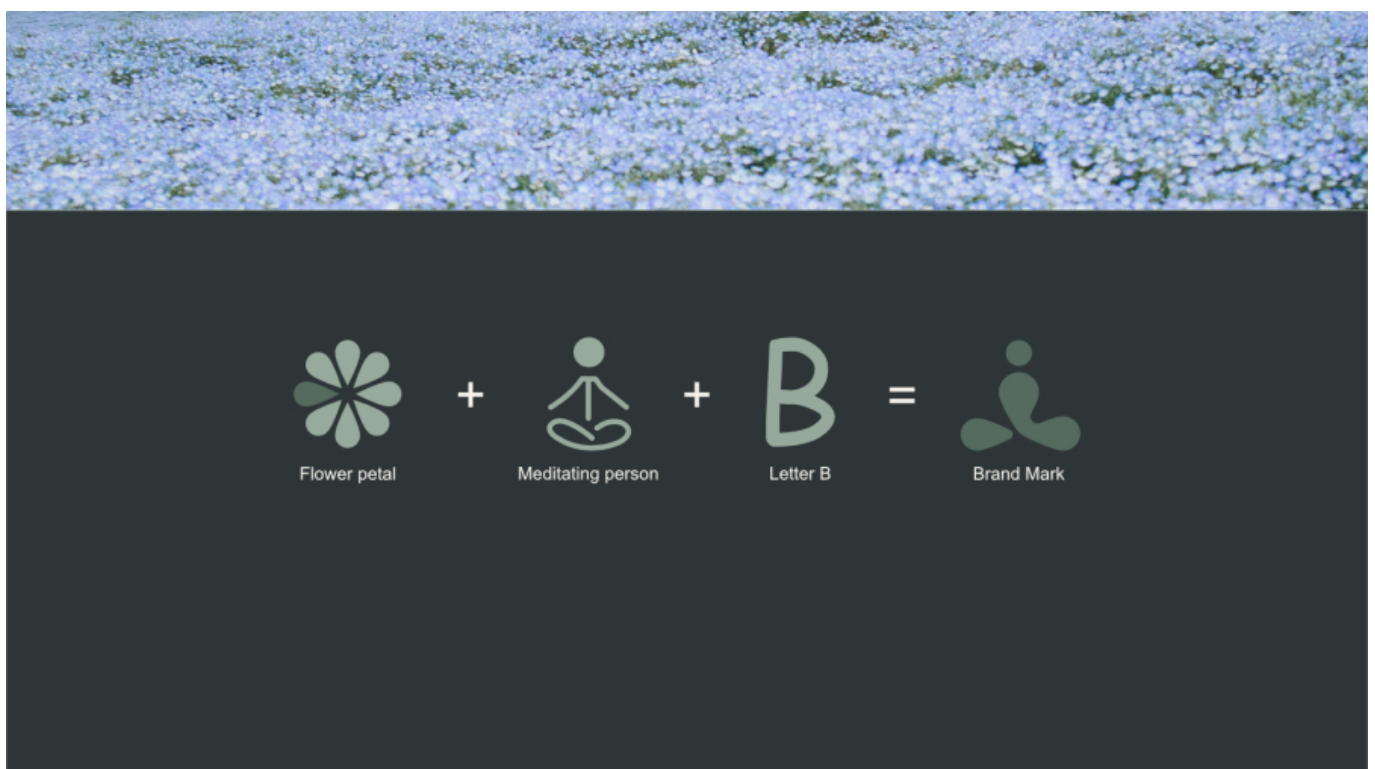 + + B =
Flower petal Meditating person Letter B Brand Mark